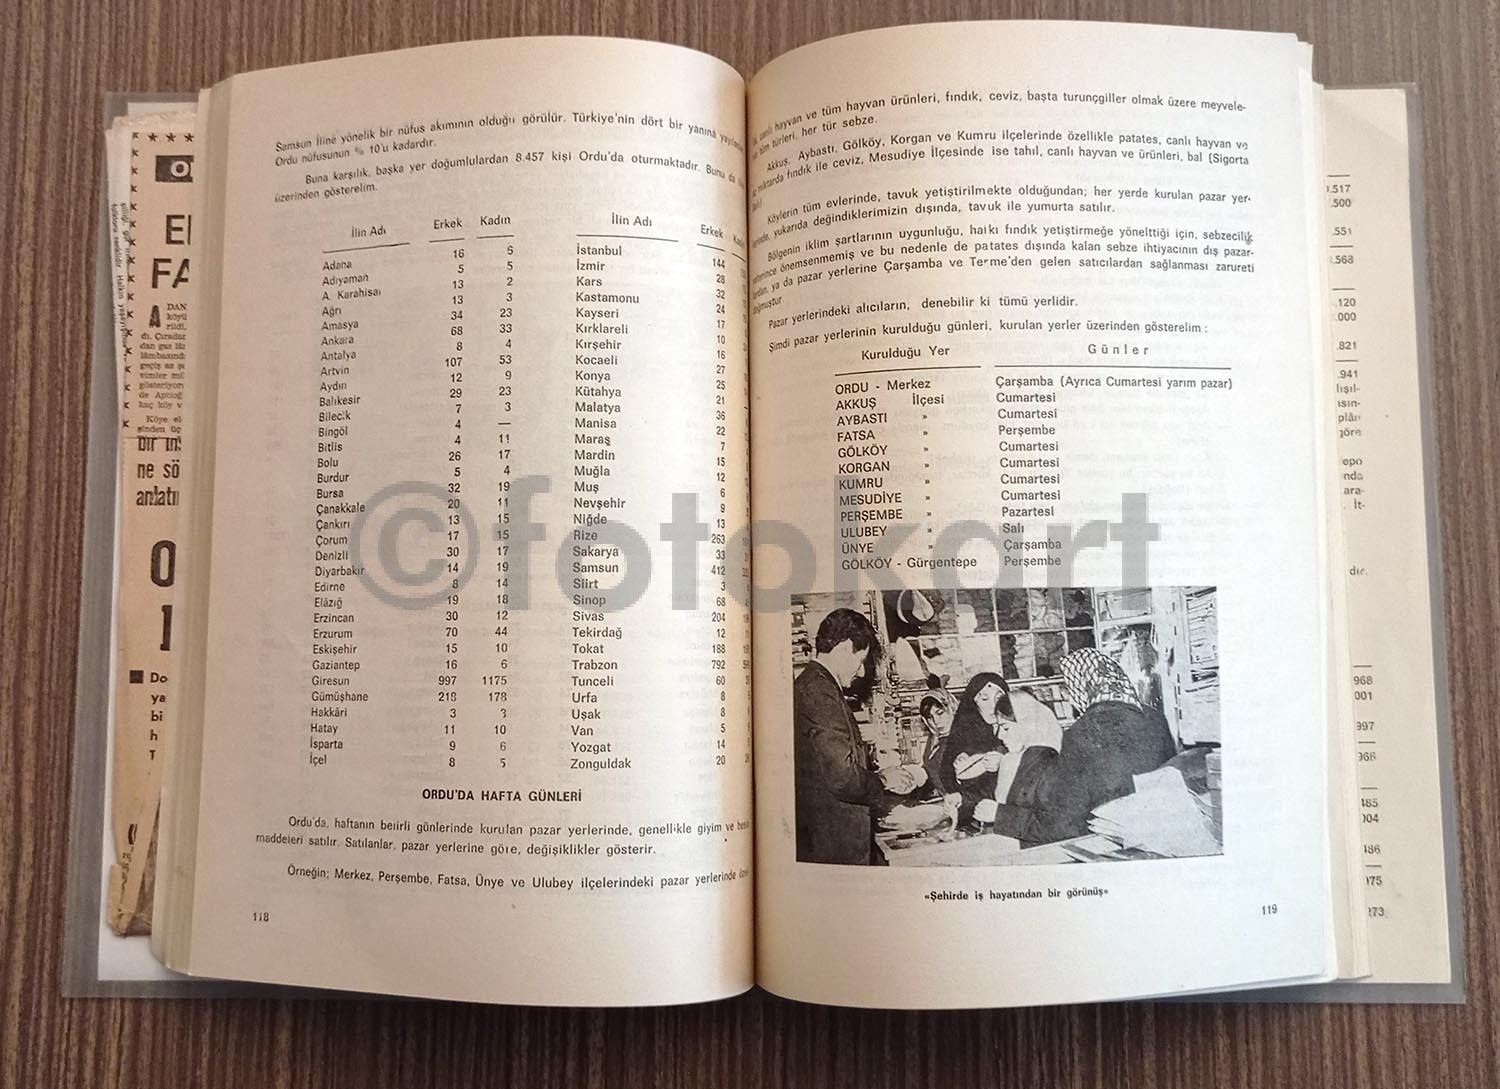 Samsun İline yönelik bir nüfus akımının olduğu görülür. Türkiye'nin dört bir yanına
Ordu nüfusunun % 10'u kadardır.
Buna karşılık, başka yer doğumlulardan 8.457 kişi Ordu'da oturmaktadır. Bunu da
üzerinden gösterelim.
İlin Adı Erkek Kadın
Adana 16 6
Adıyaman 5 5
A. Karahisar 13 2
Ağrı 13 3
Amasya 34 23
Ankara 68 33
Antalya 8 4
Artvin 107 53
Aydın 12 9
Balıkesir 29 23
Bilecik 7 3
Bingöl 4 —
Bitlis 4 11
Bolu 26 17
Burdur 5 4
Bursa 32 19
Çanakkale 20 11
Çankırı 13 15
Çorum 17 15
Denizli 30 17
Diyarbakır 14 19
Edirne 8 14
Elâzığ 19 18
Erzincan 30 12
Erzurum 70 44
Eskişehir 15 10
Gaziantep 16 6
Giresun 997 1175
Gümüşhane 218 178
Hakkâri 3 3
Hatay 11 10
İsparta 9 6
İçel 8 5
İlin Adı Erkek
İstanbul 144
İzmir 28
Kars 32
Kastamonu 24
Kayseri 17
Kırklareli 10
Kırşehir 16
Kocaeli 27
Konya 25
Kütahya 21
Malatya 36
Manisa 22
Maraş 7
Mardin 15
Muğla 12
Muş 6
Nevşehir 9
Niğde 13
Rize 263
Sakarya 33
Samsun 412
Siirt 3
Sinop 68
Sivas 204
Tekirdağ 12
Tokat 188
Trabzon 792
Tunceli 60
Urfa 8
Uşak 8
Van 5
Yozgat 14
Zonguldak 20
ORDU'DA HAFTA GÜNLERİ
Ordu'da, haftanın belirli günlerinde kurulan pazar yerlerinde, genellikle giyim ve
maddeleri satılır. Satılanlar, pazar yerlerine göre, değişiklikler gösterir.
Örneğin; Merkez, Perşembe, Fatsa, Ünye ve Ulubey ilçelerindeki pazar yerlerinde
118
canlı hayvan ve tüm hayvan ürünleri, fındık, ceviz, başta turunçgiller olmak üzere meyvele-
tüm türleri, her tür sebze.
Akkuş, Aybastı, Gölköy, Korgan ve Kumru ilçelerinde özellikle patates, canlı hayvan ve
miktarda fındık ile ceviz, Mesudiye İlçesinde ise tahıl, canlı hayvan ve ürünleri, bal (Sigorta
Köylerin tüm evlerinde, tavuk yetiştirilmekte olduğundan; her yerde kurulan pazar yer-
lerinde, yukarıda değindiklerimizin dışında, tavuk ile yumurta satılır.
Bölgenin iklim şartlarının uygunluğu, halkı fındık yetiştirmeğe yönelttiği için, sebzecilik
önemsenmemiş ve bu nedenle de patates dışında kalan sebze ihtiyacının dış pazar-
lardan, ya da pazar yerlerine Çarşamba ve Terme'den gelen satıcılardan sağlanması zarureti
doğmuştur
Pazar yerlerindeki alıcıların, denebilir ki tümü yerlidir.
Şimdi pazar yerlerinin kurulduğu günleri, kurulan yerler üzerinden gösterelim :
Kurulduğu Yer Günler
ORDU - Merkez Çarşamba (Ayrıca Cumartesi yarım pazar)
AKKUŞ İlçesi Cumartesi
AYBASTI » Cumartesi
FATSA » Perşembe
GÖLKÖY » Cumartesi
KORGAN » Cumartesi
KUMRU » Cumartesi
MESUDİYE » Cumartesi
PERŞEMBE » Pazartesi
ULUBEY » Salı
ÜNYE » Çarşamba
GÖLKÖY - Gürgentepe Perşembe
«Şehirde iş hayatından bir görünüş»
119
©fotokart